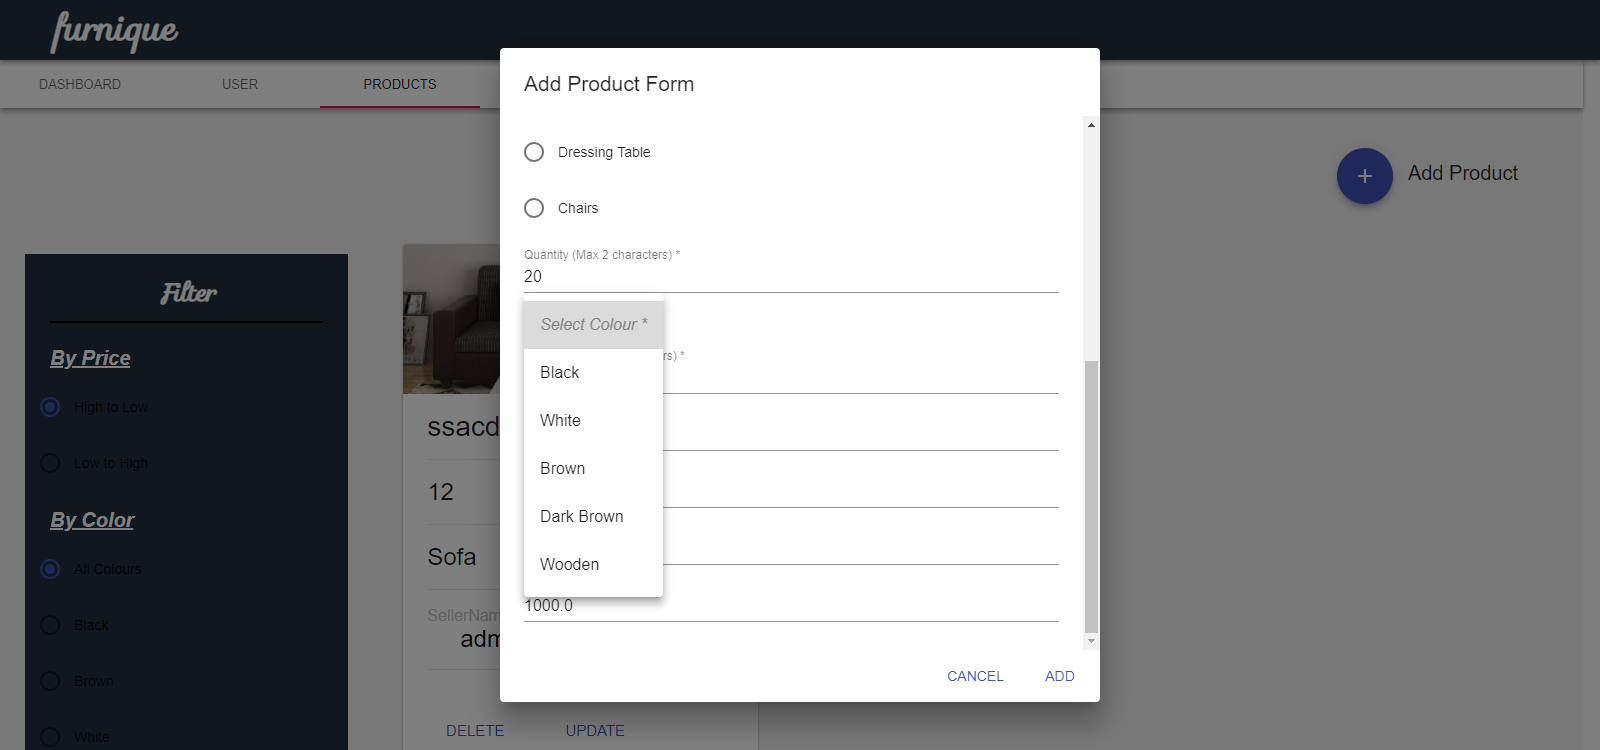 furnique
DASHBOARD
USER
PRODUCTS
Add Product
Filter
By Price
High to Low
Low to High
By Color
All Colours
Black
Brown
White
ssacd
12
Sofa
SellerNam
adm
DELETE
UPDATE
Add Product Form
Dressing Table
Chairs
Quantity (Max 2 characters) *
20
Select Colour *
rs) *
Black
White
Brown
Dark Brown
Wooden
1000.0
CANCEL
ADD